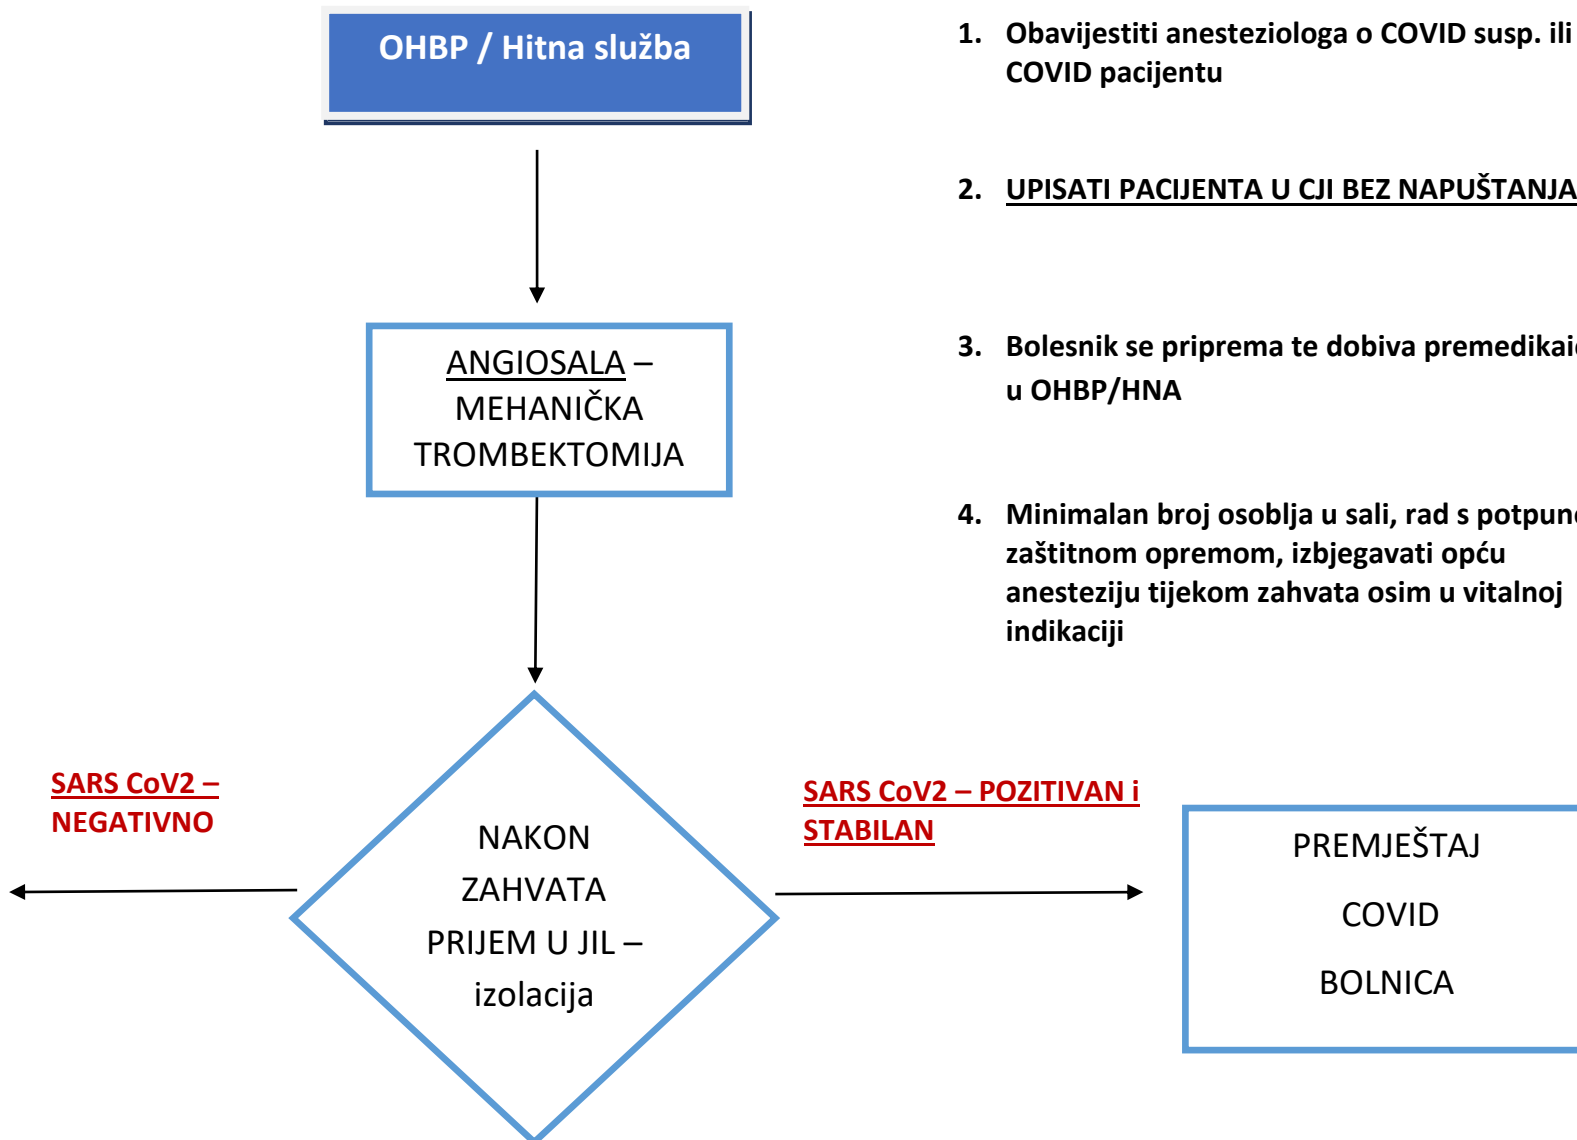 OHBP / Hitna služba
1. Obavijestiti anesteziologa o COVID susp. ili
COVID pacijentu
2. UPISATI PACIJENTA U CJI BEZ NAPUŠTANJA
3. Bolesnik se priprema te dobiva
u OHBP/HNA
4. Minimalan broj osoblja u sali, rad s
zaštitnom opremom, izbjegavati opću
anesteziju tijekom zahvata osim u vitalnoj
indikaciji
ANGIOSALA –
MEHANIČKA
TROMBEKTOMIJA
SARS CoV2 –
NEGATIVNO
NAKON
ZAHVATA
PRIJEM U JIL –
izolacija
SARS CoV2 – POZITIVAN i
STABILAN
PREMJEŠTAJ
COVID
BOLNICA